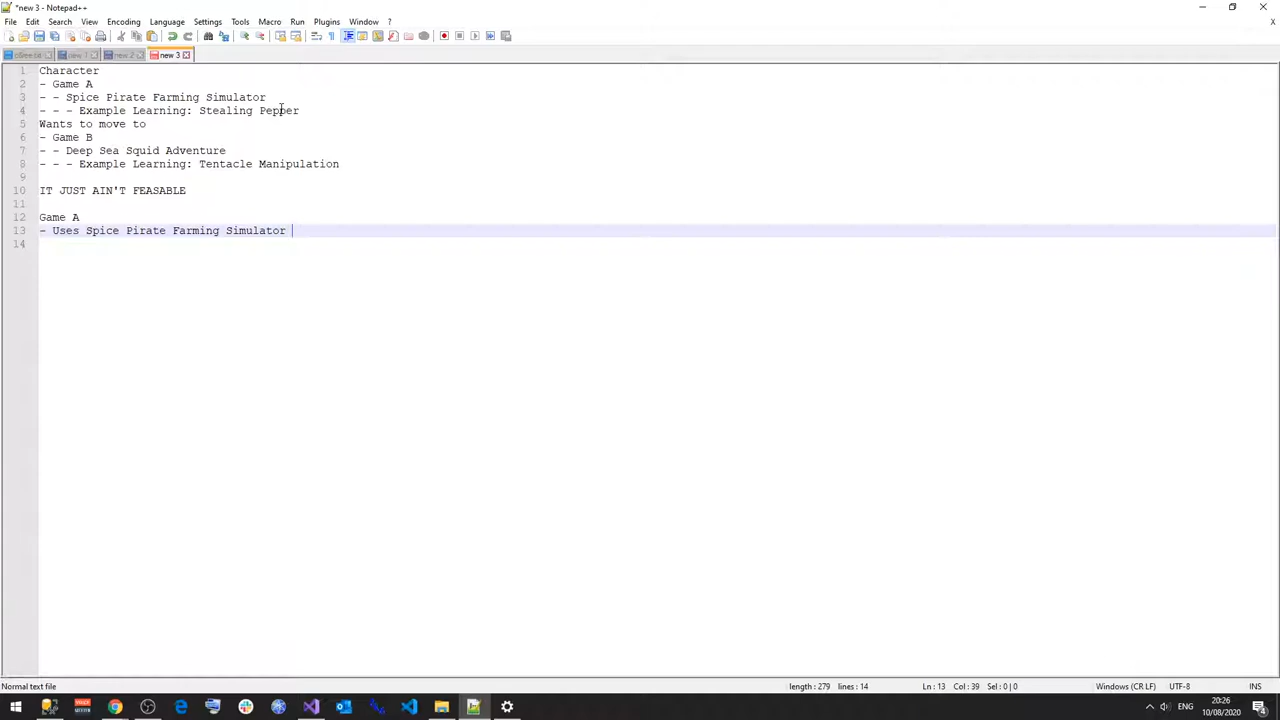 *new 3 - Notepad++
File Edit Search View Encoding Language Settings Tools Macro Run Plugins Window ? X
new 1 new 2 new 3
1 Character
2 - Game A
3 - - Spice Pirate Farming Simulator
4 - - - Example Learning: Stealing Pepper
5 Wants to move to
6 - Game B
7 - - Deep Sea Squid Adventure
8 - - - Example Learning: Tentacle Manipulation
9
10 IT JUST AIN'T FEASABLE
11
12 Game A
13 - Uses Spice Pirate Farming Simulator
14
Normal text file length : 279 lines : 14 Ln : 13 Col : 39 Sel : 0 | 0 Windows (CR LF) UTF-8 INS
ENG 20:26
10/08/2020